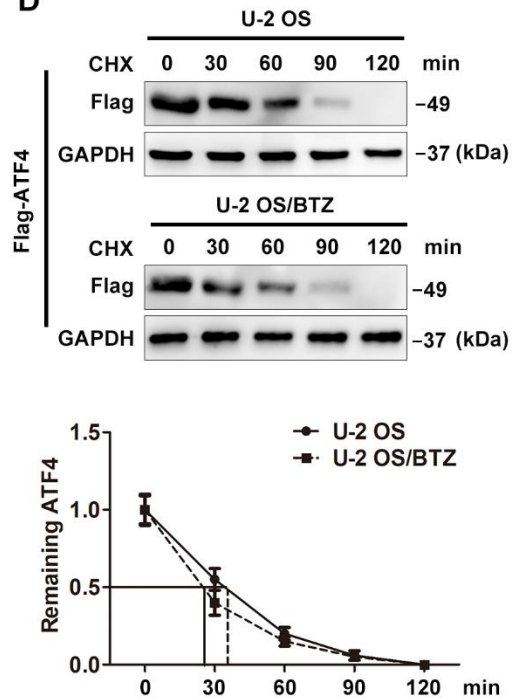 D
U-2 OS
CHX 0 30 60 90 120 min
Flag –49
GAPDH –37 (kDa)
Flag-ATF4
U-2 OS/BTZ
CHX 0 30 60 90 120 min
Flag –49
GAPDH –37 (kDa)
U-2 OS
U-2 OS/BTZ
Remaining ATF4
1.5
1.0
0.5
0.0
0 30 60 90 120 min